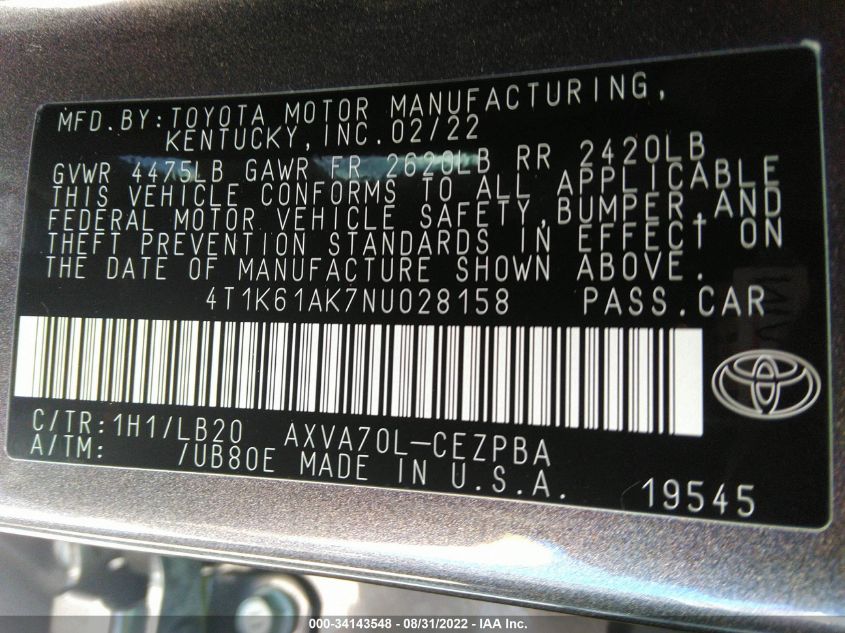 MFD. BY: TOYOTA MOTOR MANUFACTURING,
KENTUCKY, INC. 02/22
GVWR 4475LB GAWR FR 2620LB RR 2420LB
THIS VEHICLE CONFORMS TO ALL APPLICABLE
FEDERAL MOTOR VEHICLE SAFETY, BUMPER, AND
THEFT PREVENTION STANDARDS IN EFFECT ON
THE DATE OF MANUFACTURE SHOWN ABOVE.
4T1K61AK7NU028158 PASS. CAR
C/TR: 1H1/LB20 AXVA70L-CEZPBA
A/TM: /UB80E MADE IN U.S.A. 19545
000-34143548 - 08/31/2022 - IAA Inc.